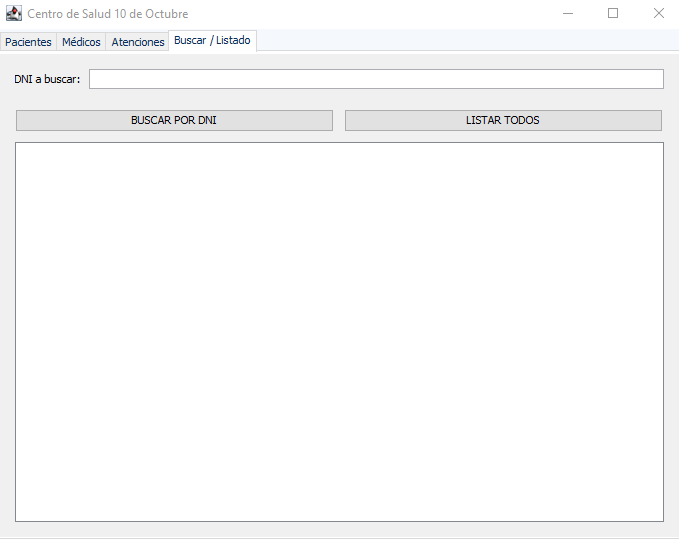 Centro de Salud 10 de Octubre
Pacientes Médicos Atenciones Buscar / Listado
DNI a buscar:
BUSCAR POR DNI LISTAR TODOS